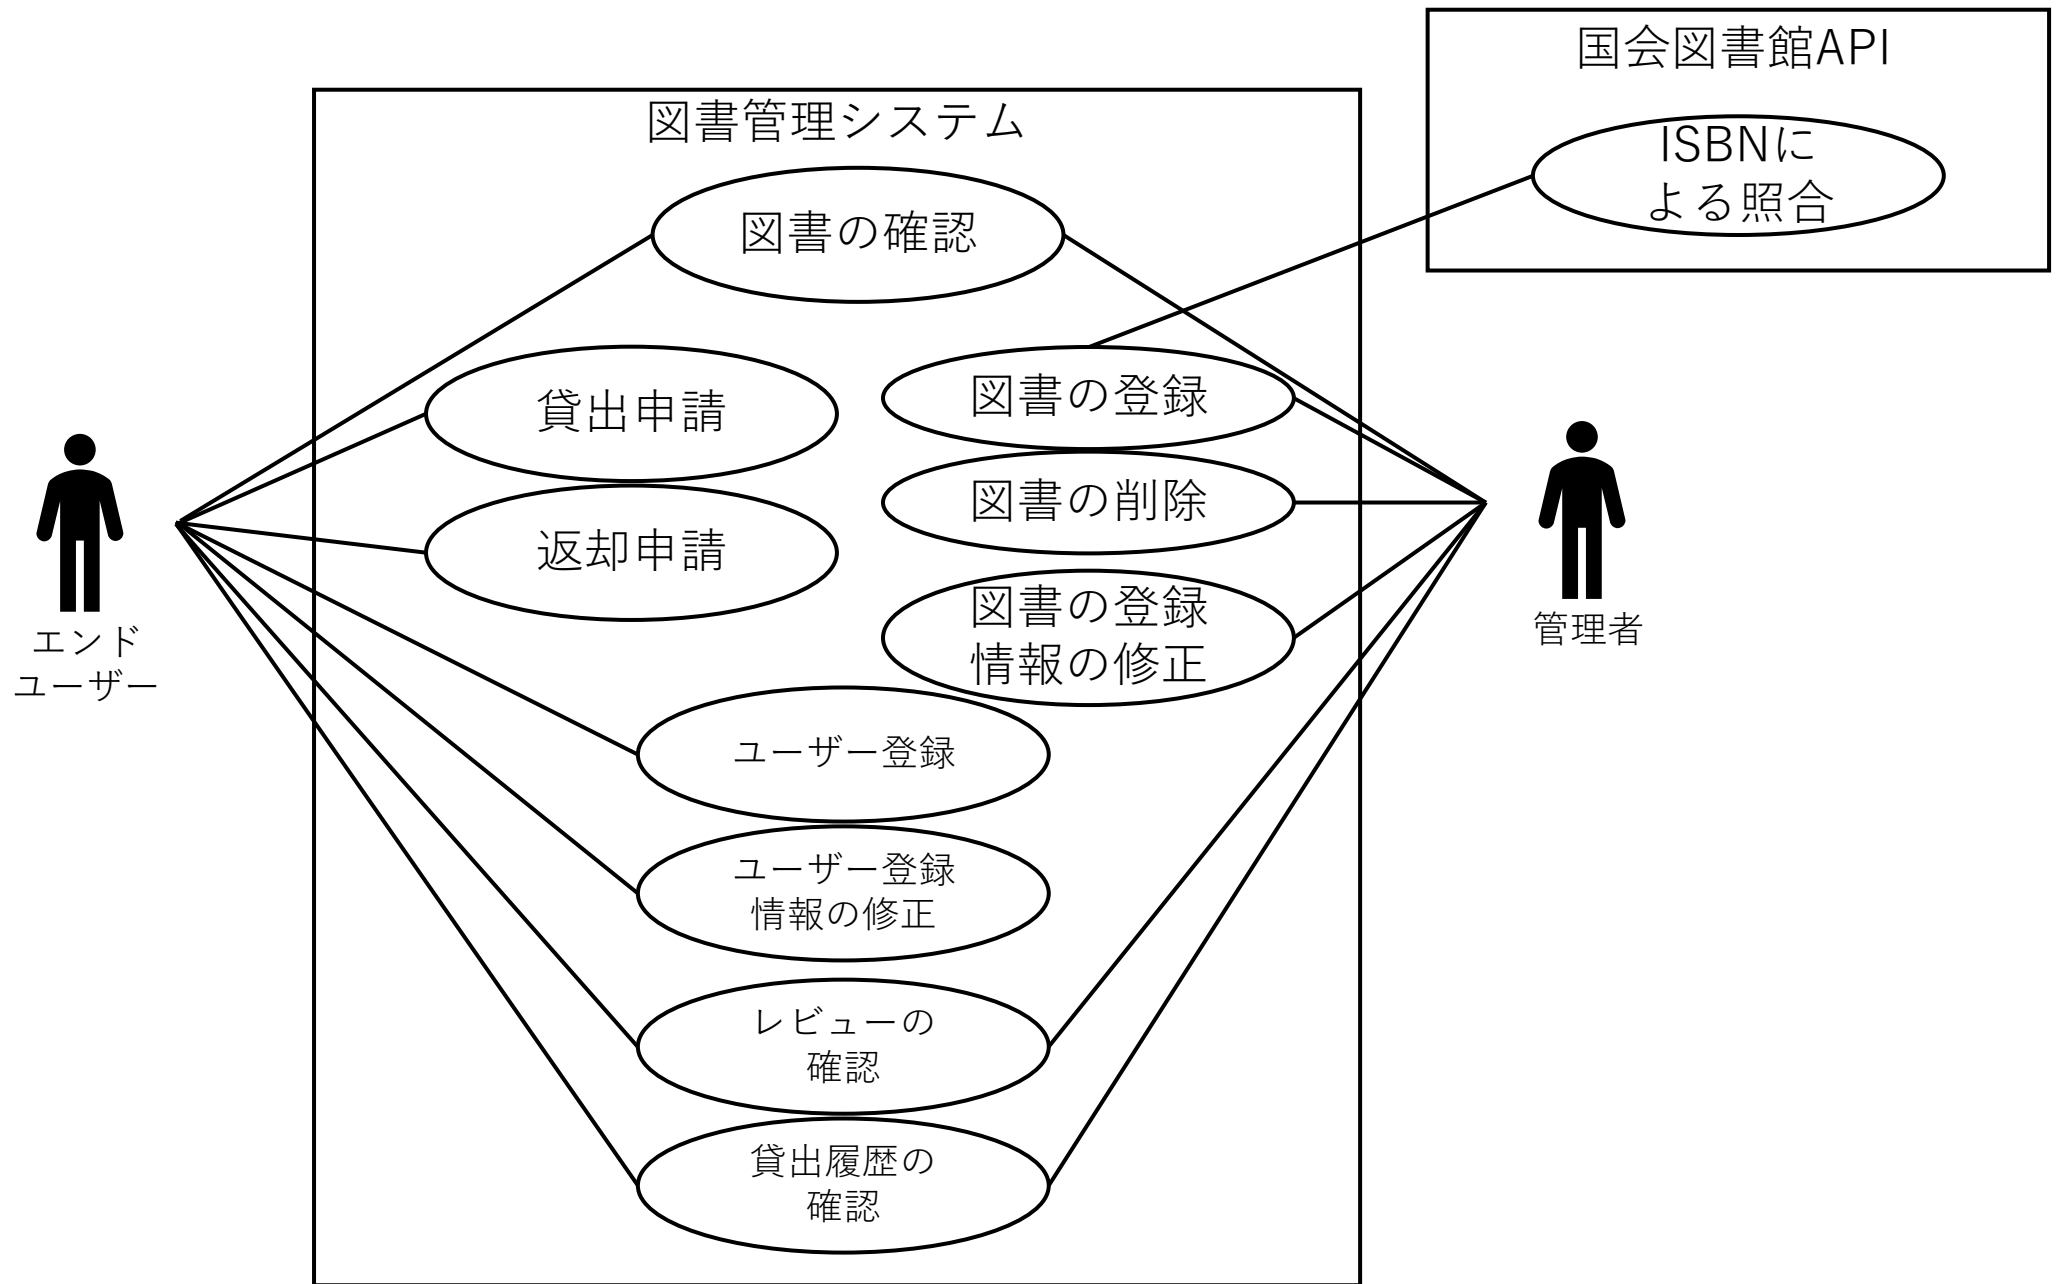 国会図書館API
ISBNに
よる照合
図書管理システム
図書の確認
貸出申請
図書の登録
返却申請
図書の削除
図書の登録
情報の修正
エンド
ユーザー
管理者
ユーザー登録
ユーザー登録
情報の修正
レビューの
確認
貸出履歴の
確認